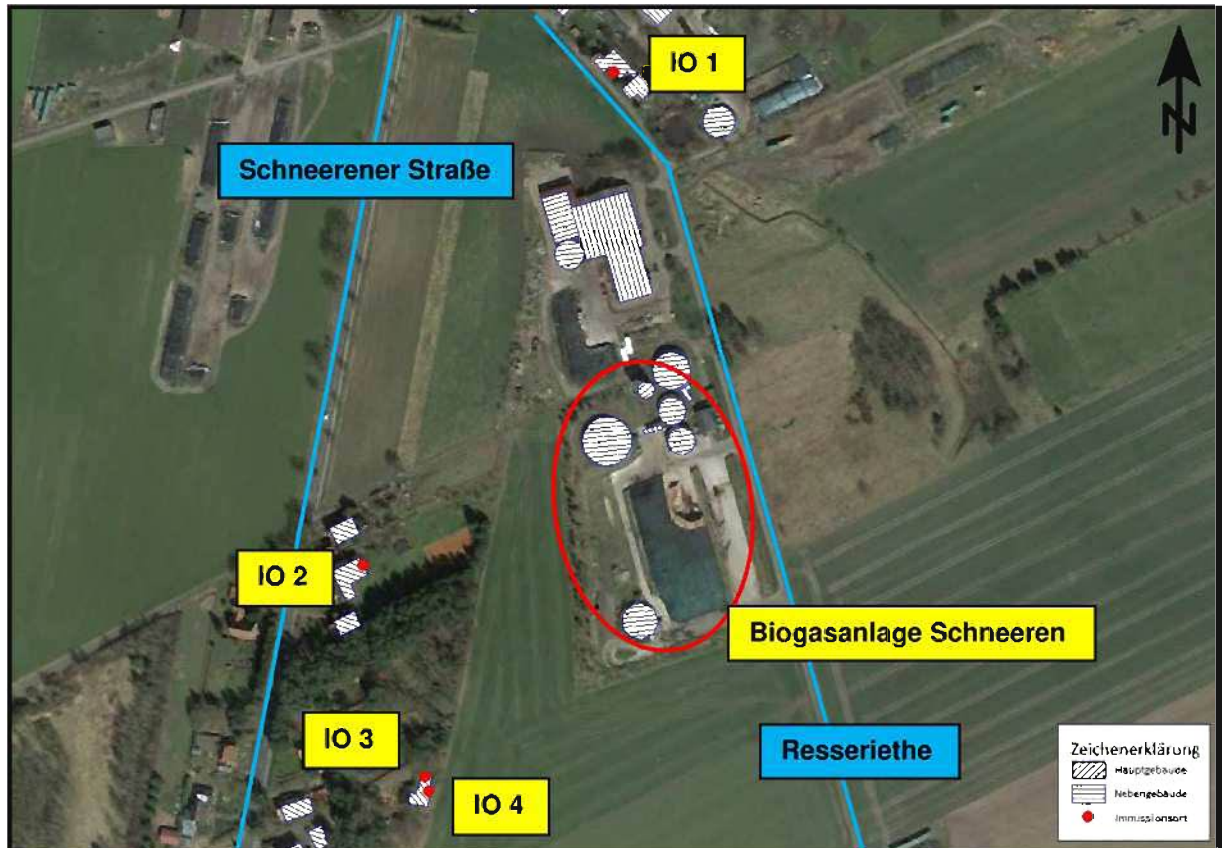 IO 1
N
Schneerener Straße
IO 2
Biogasanlage Schneeren
IO 3
Resseriethe
IO 4
Zeichenerklärung
Hauptgebäude
Nebengebäude
Immissionsort